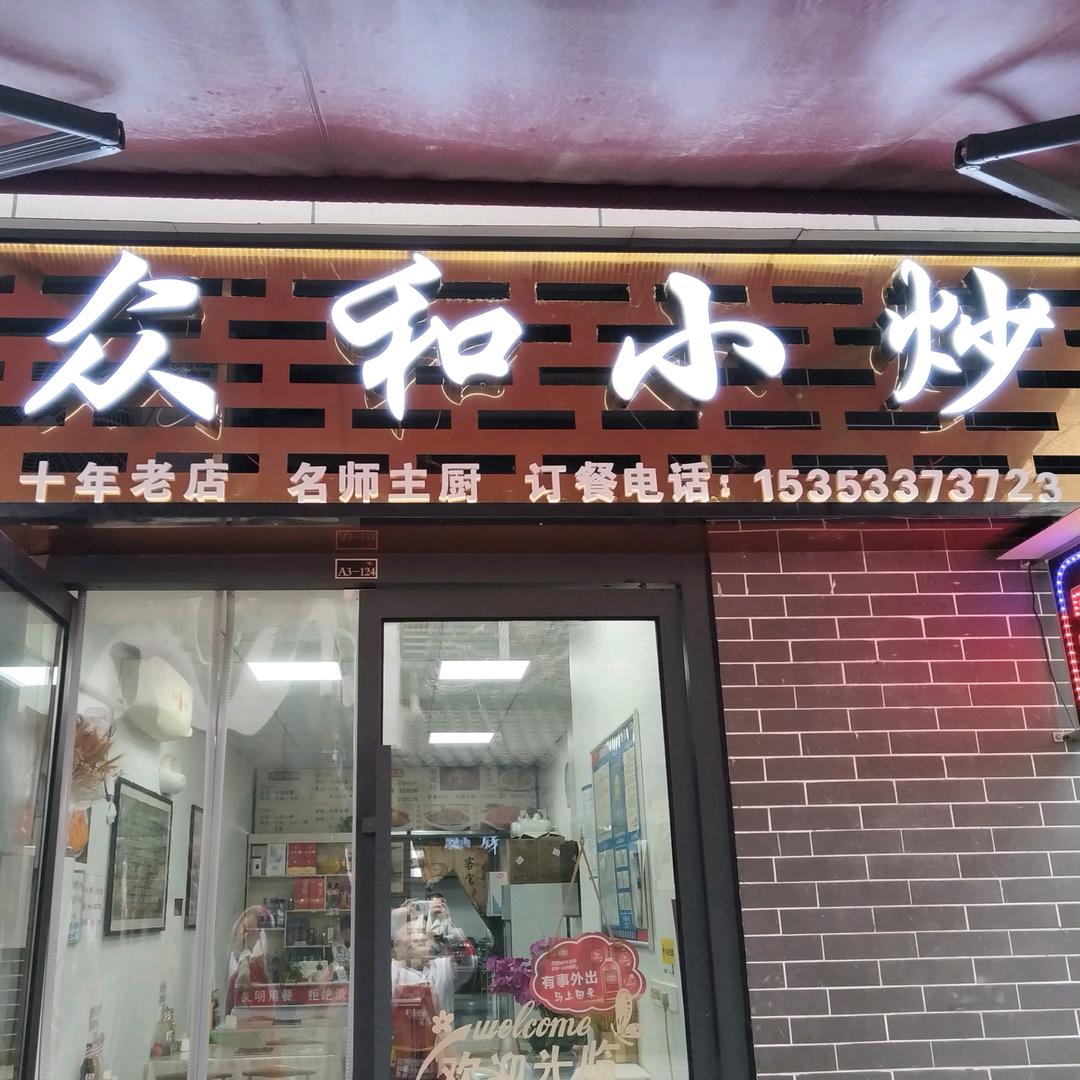 众和小炒
十年老店 名师主厨 订餐电话：15353373723
A3-124
客官
文明用餐 拒绝浪
有事外出
马上回来
welcome
欢迎光临